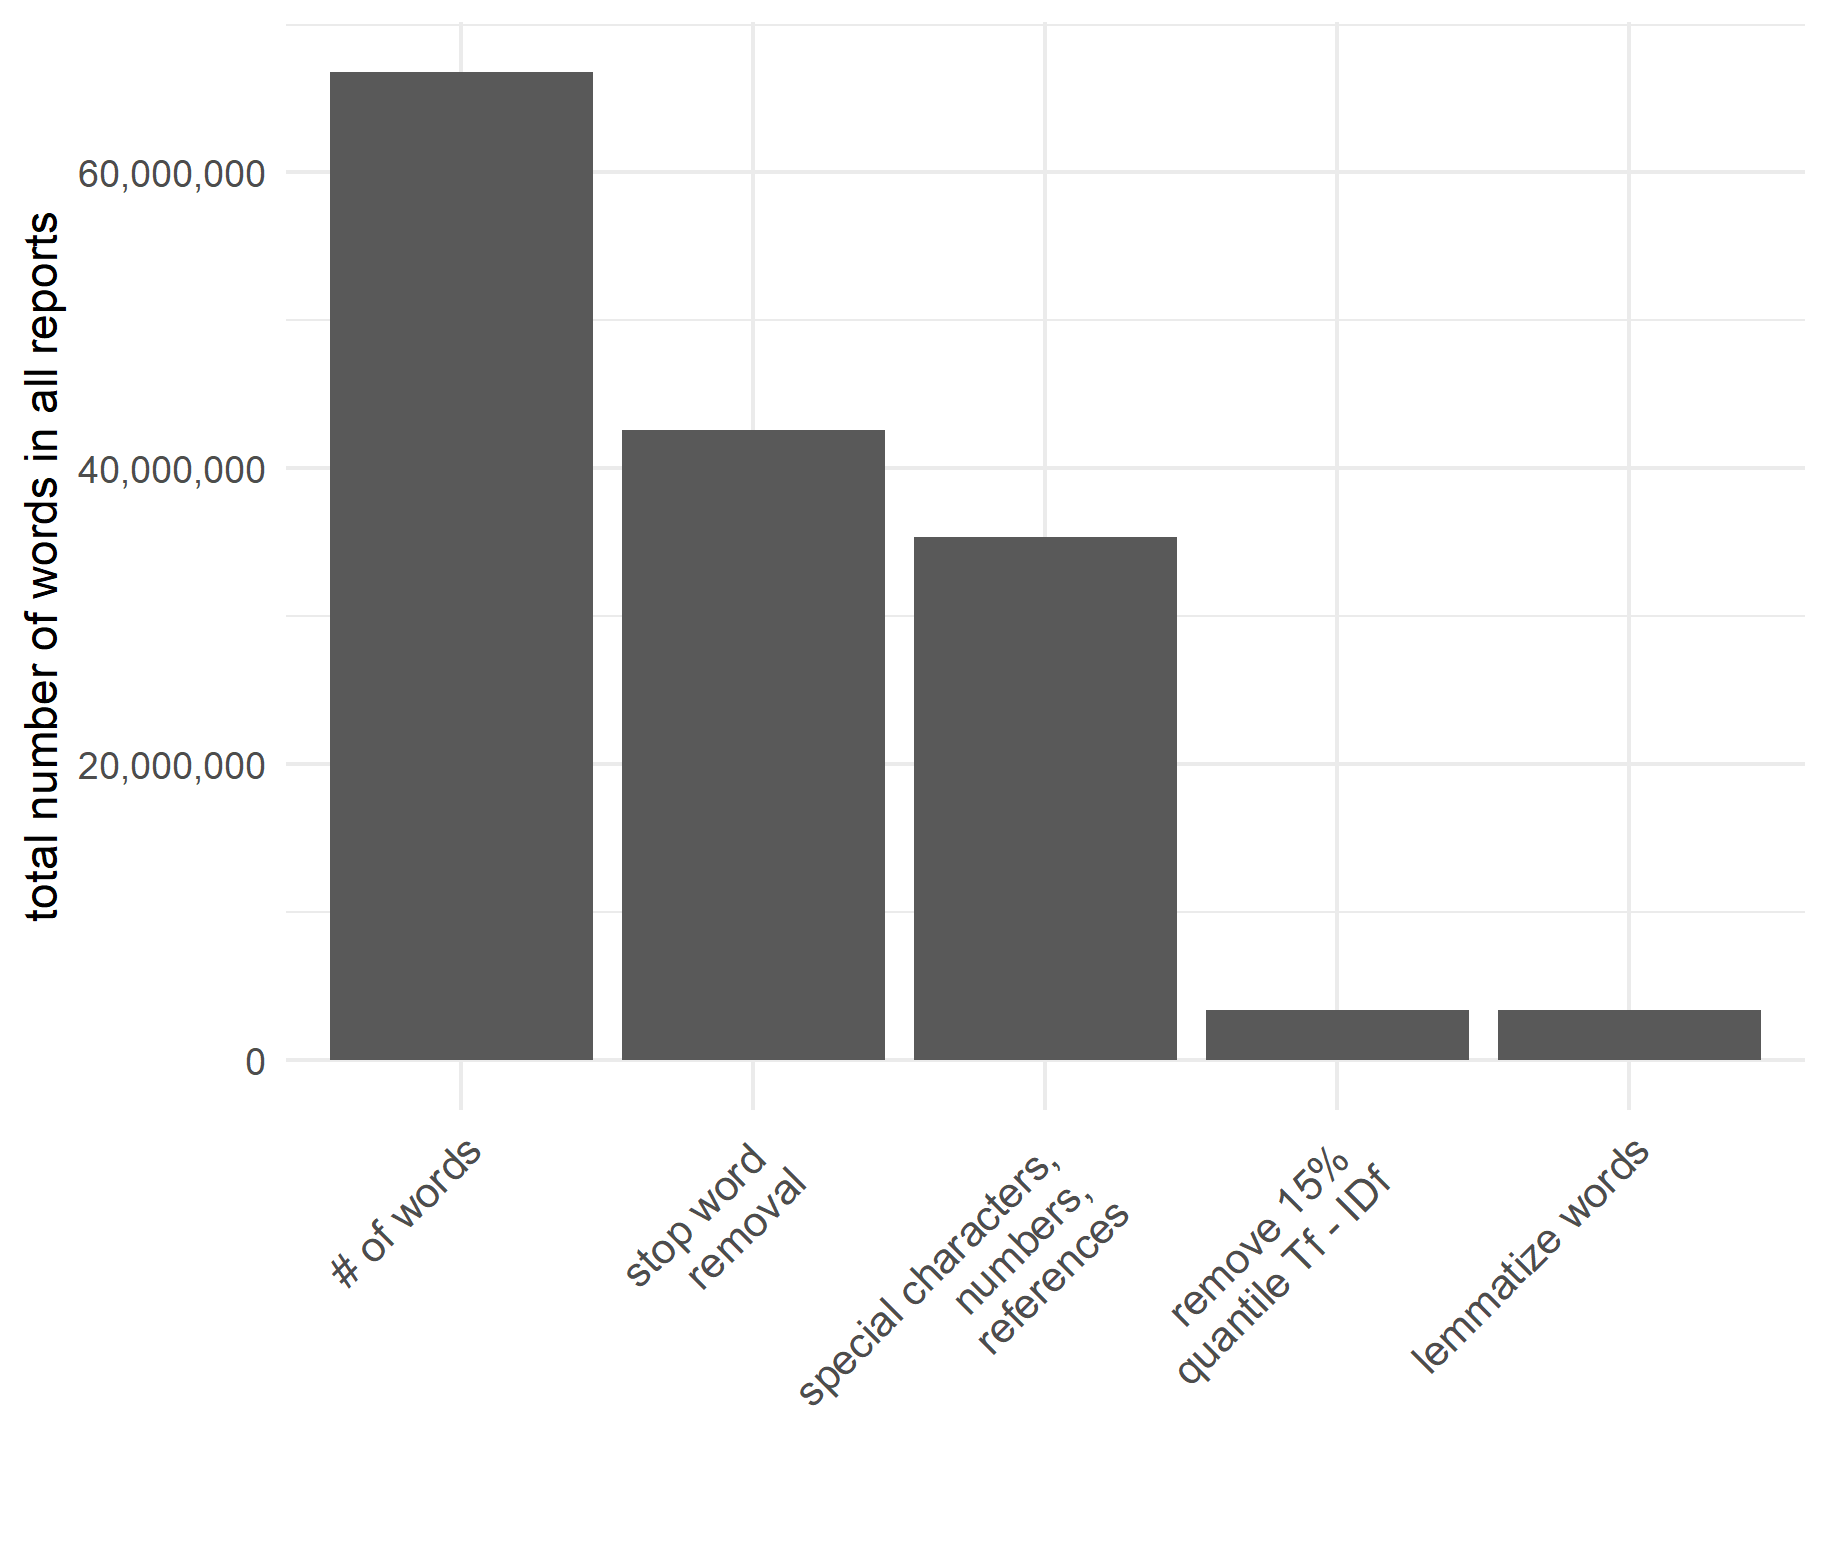 total number of words in all reports
60,000,000
40,000,000
20,000,000
0
# of words
stop word
removal
special characters,
numbers,
references
remove 15%
quantile Tf - IDf
lemmatize words